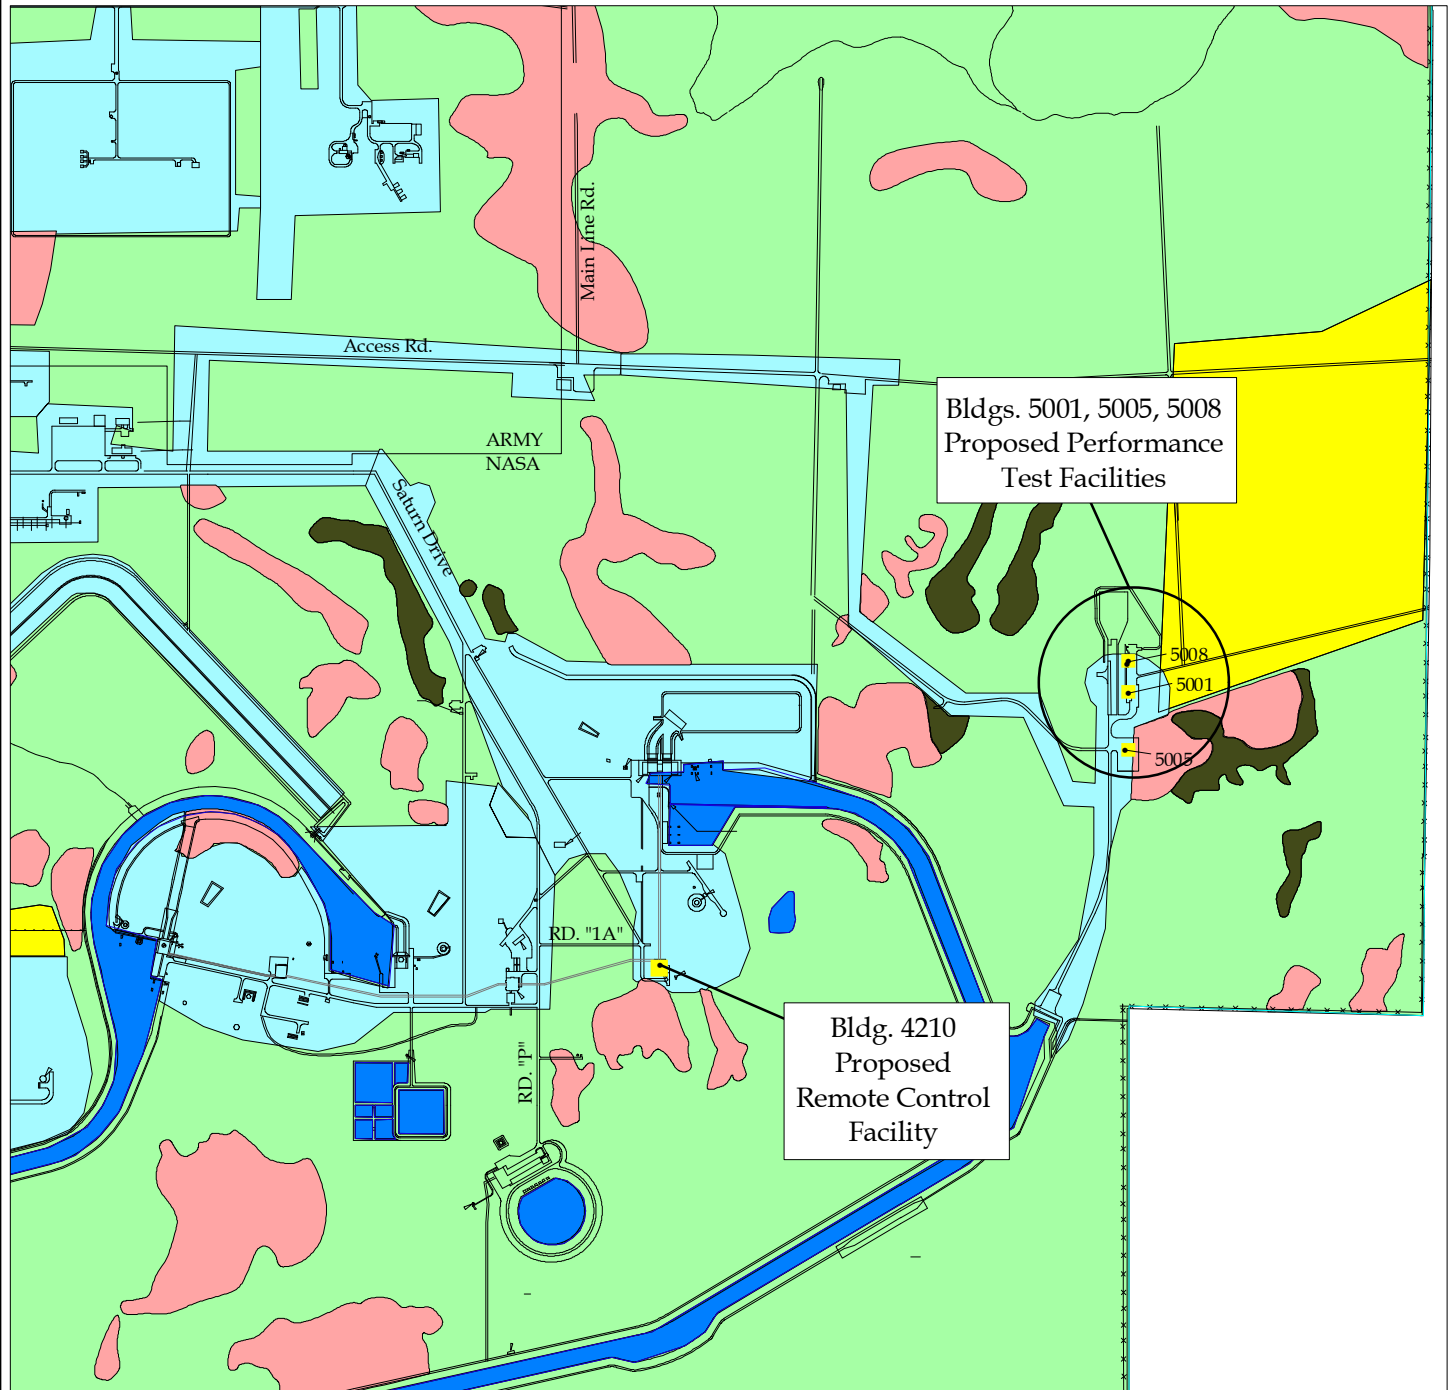 Main Line Rd.
Access Rd.
Bldgs. 5001, 5005, 5008
Proposed Performance
Test Facilities
ARMY
NASA
Saturn Drive
5008
5001
5005
RD. "1A"
Bldg. 4210
Proposed
Remote Control
Facility
RD. "P"